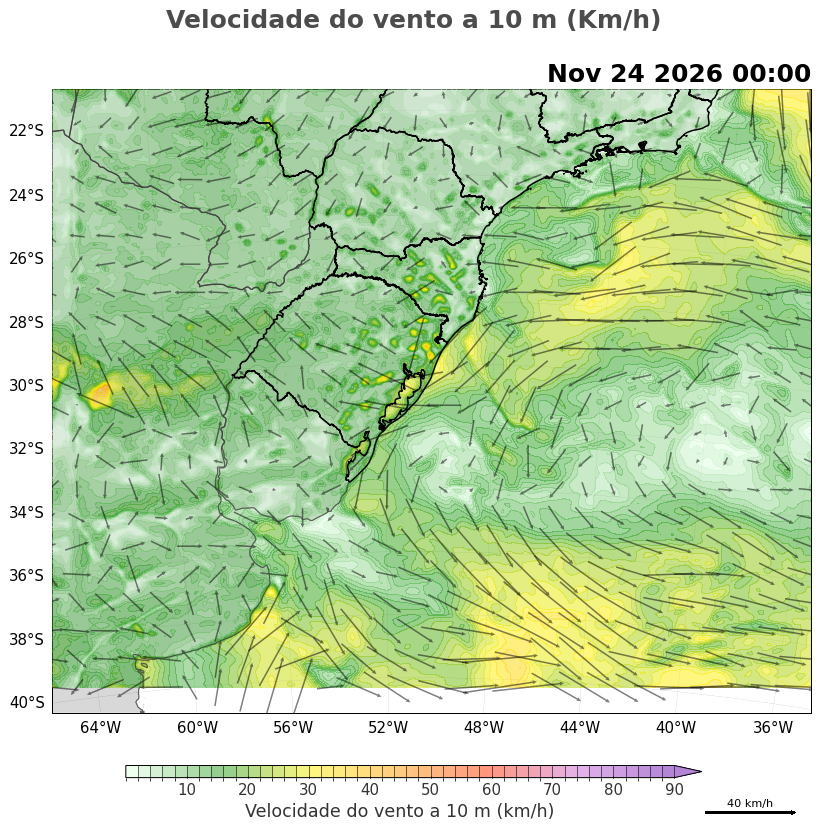 Velocidade do vento a 10 m (Km/h)
Nov 24 2026 00:00
22°S
24°S
26°S
28°S
30°S
32°S
34°S
36°S
38°S
40°S
64°W 60°W 56°W 52°W 48°W 44°W 40°W 36°W
10 20 30 40 50 60 70 80 90
Velocidade do vento a 10 m (km/h)
40 km/h